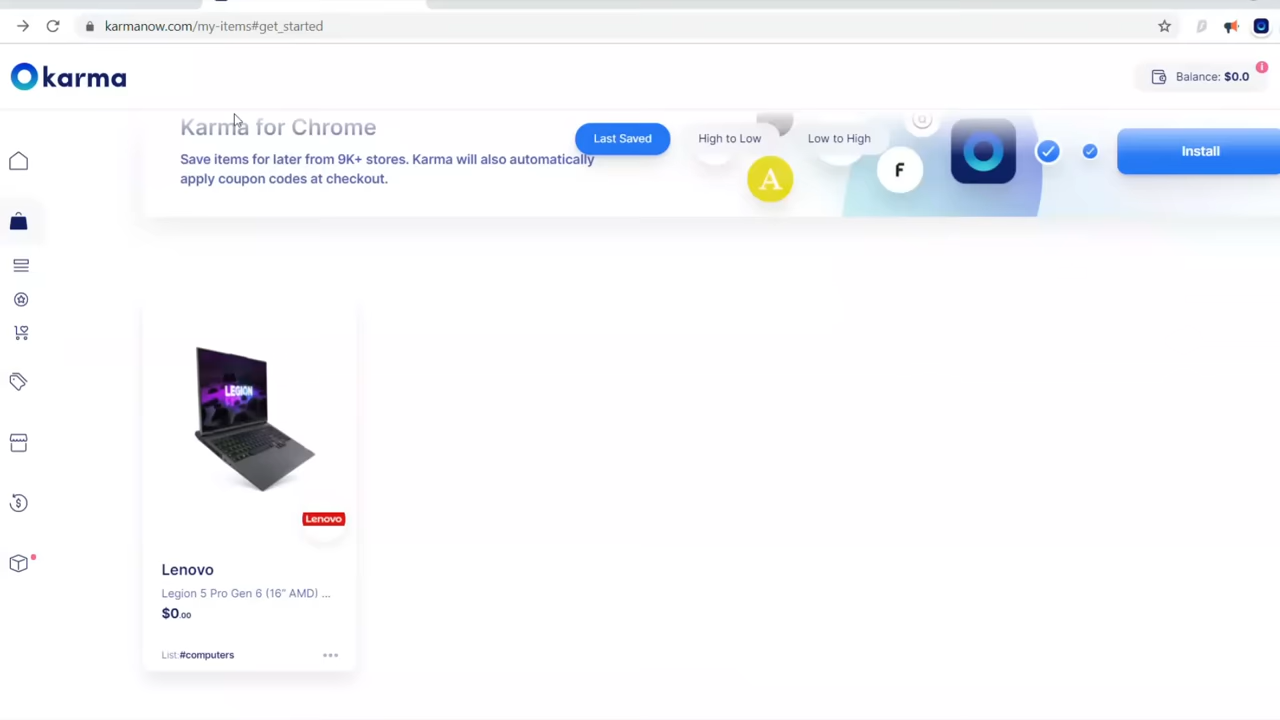 karmanow.com/my-items#get_started
karma
Balance: $0.0
Karma for Chrome
Save items for later from 9K+ stores. Karma will also automatically
apply coupon codes at checkout.
Last Saved
High to Low
Low to High
A
F
Install
LEGION
Lenovo
Lenovo
Legion 5 Pro Gen 6 (16" AMD) ...
$0.00
List:#computers